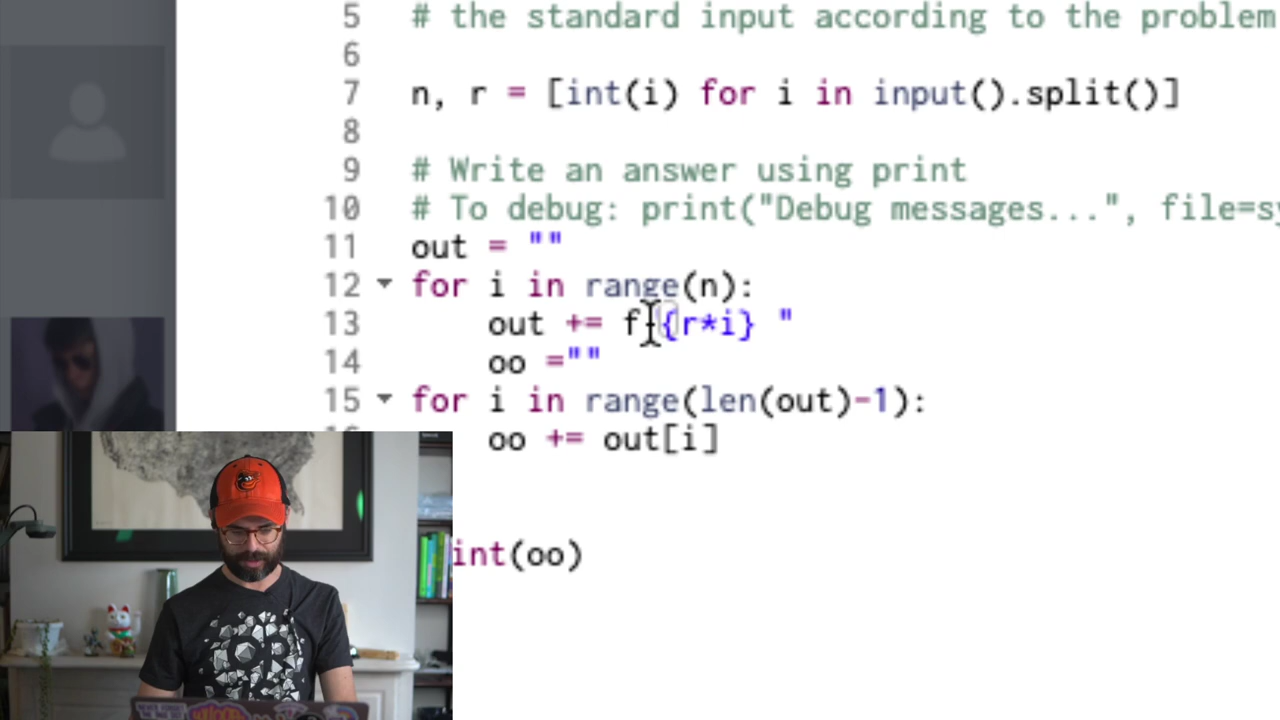 5 # the standard input according to the problem
6
7 n, r = [int(i) for i in input().split()]
8
9 # Write an answer using print
10 # To debug: print("Debug messages...", file=sy
11 out = ""
12 for i in range(n):
13 out += f"{r*i} "
14 oo =""
15 for i in range(len(out)-1):
oo += out[i]
int(oo)